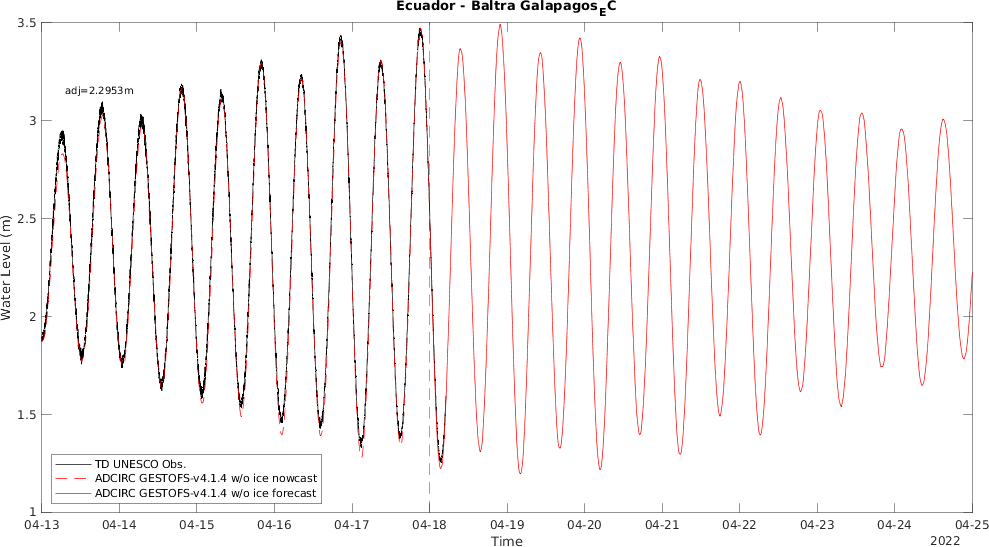 Ecuador - Baltra Galapagos_EC
3.5
adj=2.2953m
3
2.5
Water Level (m)
2
1.5
TD UNESCO Obs.
ADCIRC GESTOFS-v4.1.4 w/o ice nowcast
ADCIRC GESTOFS-v4.1.4 w/o ice forecast
1
04-13 04-14 04-15 04-16 04-17 04-18 04-19 04-20 04-21 04-22 04-23 04-24 04-25
Time
2022